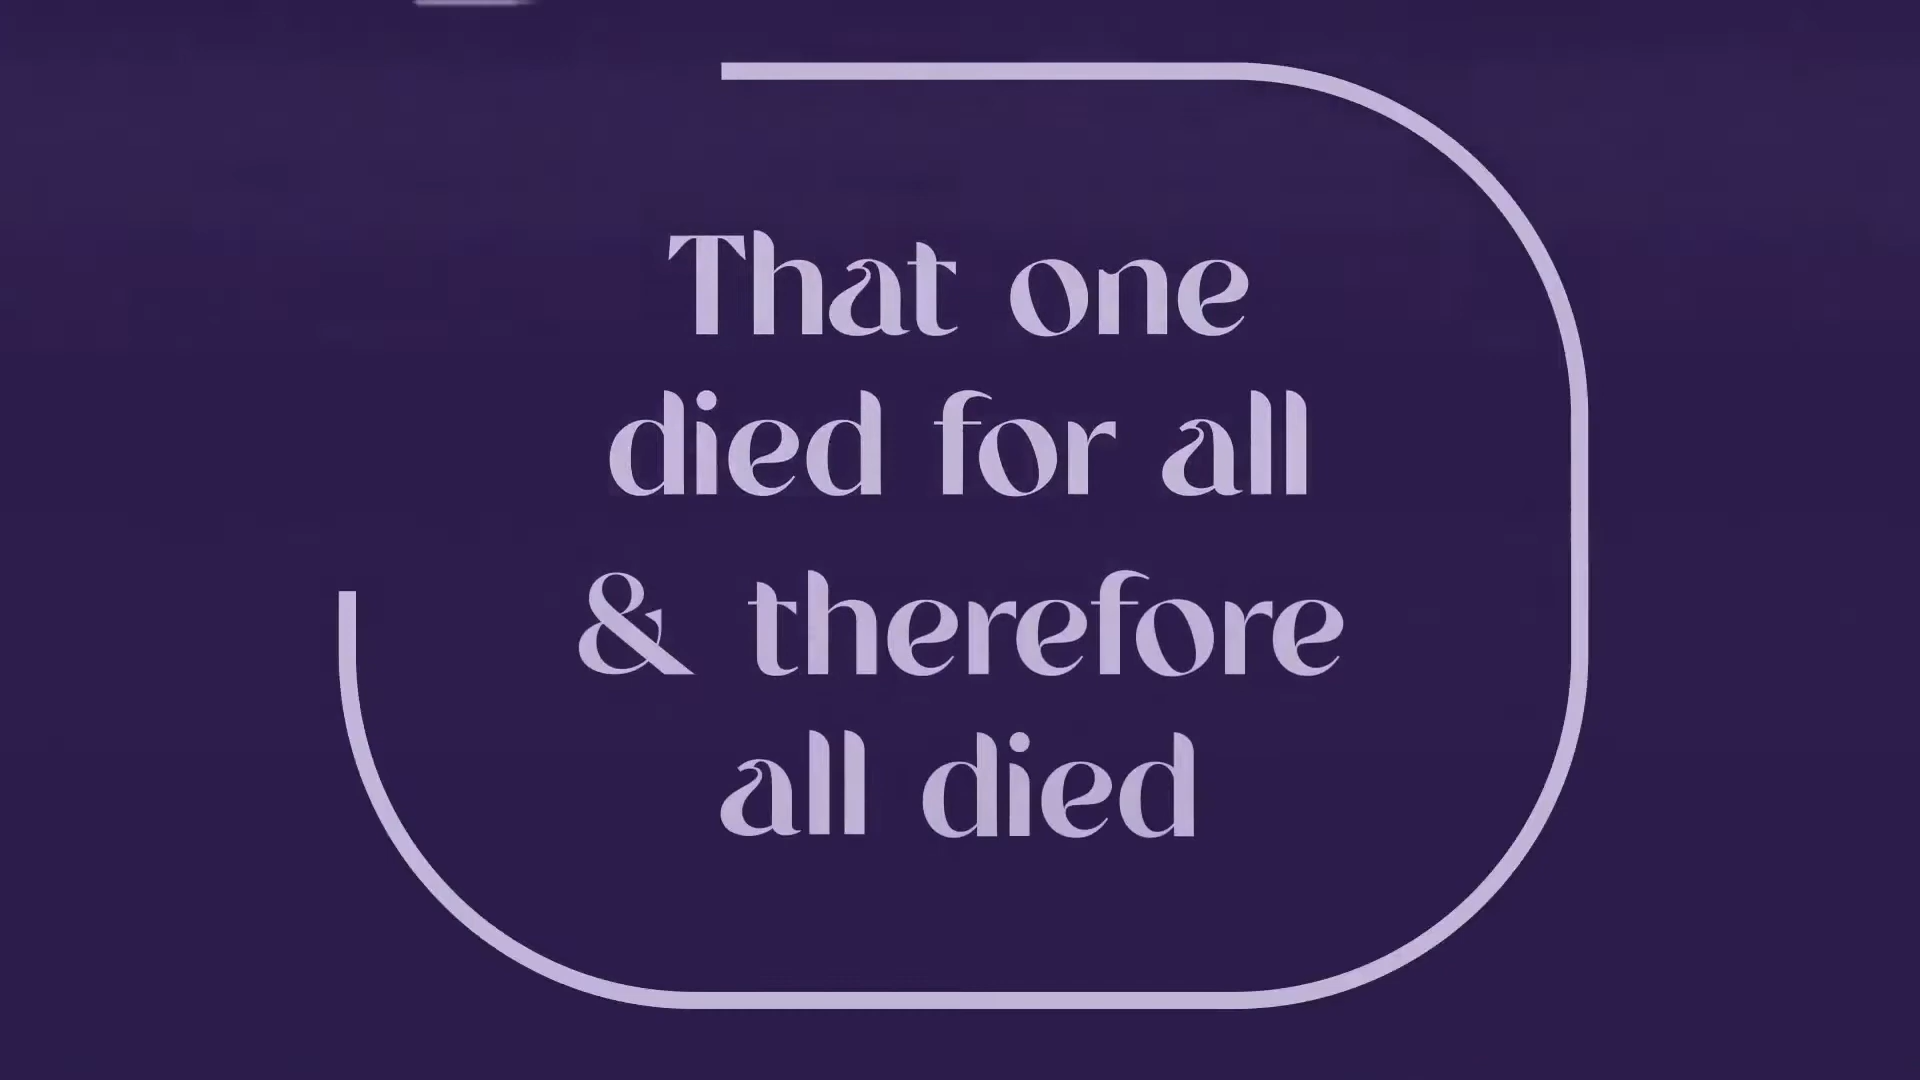 That one
died for all
& therefore
all died